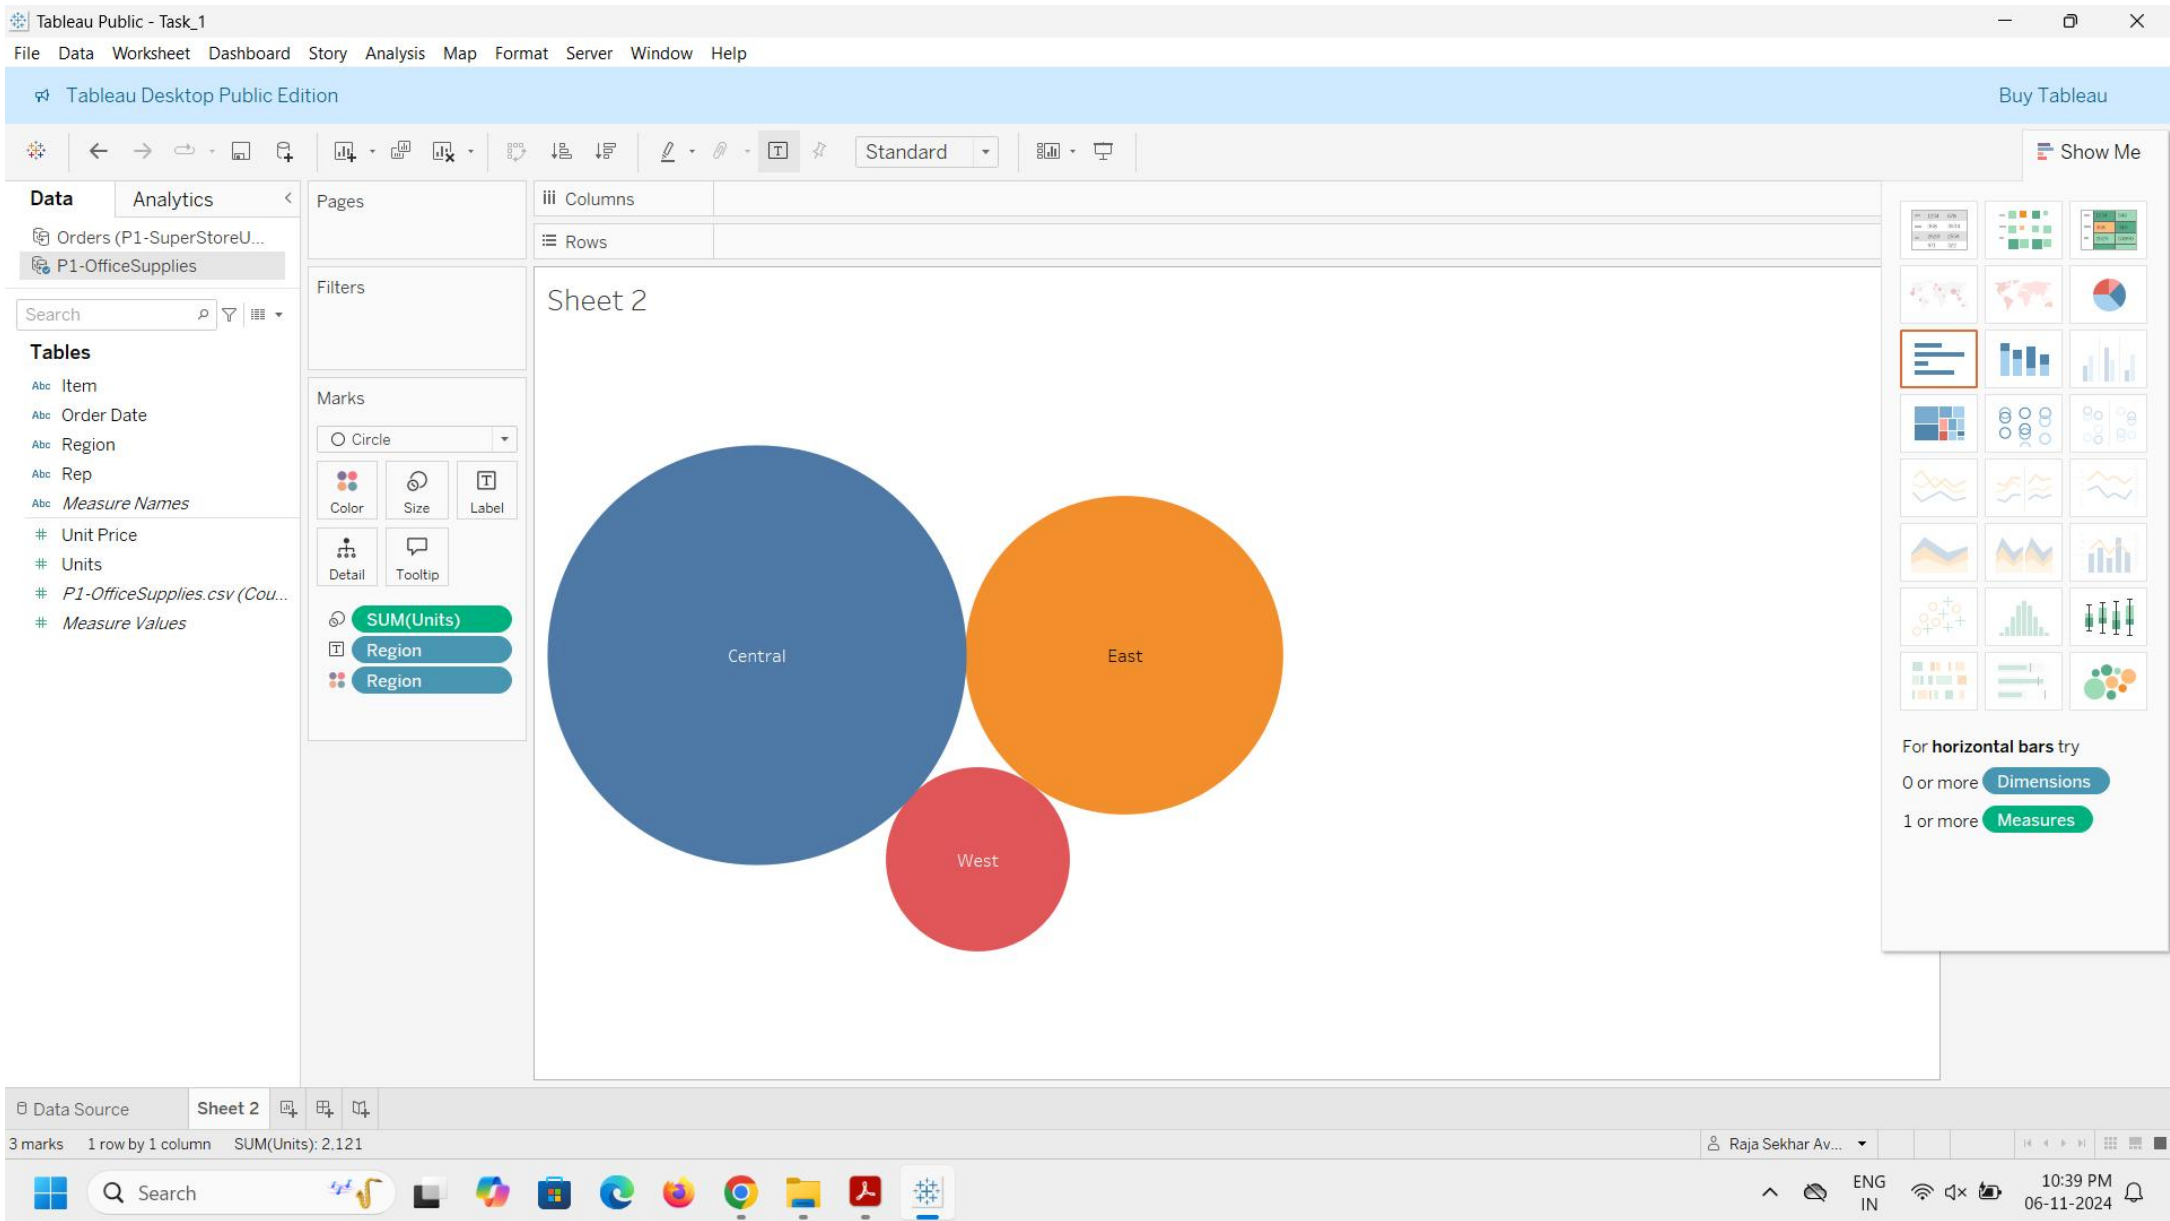 Tableau Public - Task_1
File Data Worksheet Dashboard Story Analysis Map Format Server Window Help
Tableau Desktop Public Edition
Buy Tableau
Standard
Show Me
Data
Analytics
Orders (P1-SuperStoreU...
P1-OfficeSupplies
Search
Tables
Abc Item
Abc Order Date
Abc Region
Abc Rep
Abc Measure Names
# Unit Price
# Units
# P1-OfficeSupplies.csv (Cou...
# Measure Values
Pages
Filters
Marks
Circle
Color
Size
Label
Detail
Tooltip
SUM(Units)
Region
Region
Columns
Rows
Sheet 2
Central
East
West
For horizontal bars try
0 or more Dimensions
1 or more Measures
Data Source
Sheet 2
3 marks 1 row by 1 column SUM(Units): 2,121
Raja Sekhar Av...
Search
ENG
IN
10:39 PM
06-11-2024